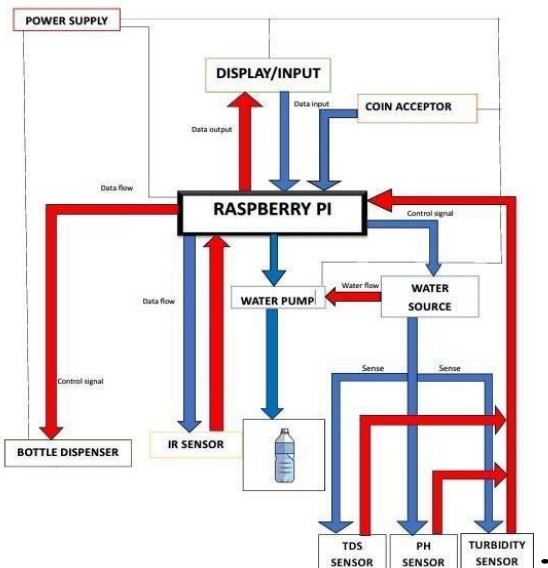 POWER SUPPLY
DISPLAY/INPUT
COIN ACCEPTOR
Data input
Data output
Data flow
RASPBERRY PI
Control signal
WATER PUMP
Water flow
WATER
SOURCE
Data flow
Sense
Sense
Control signal
BOTTLE DISPENSER
IR SENSOR
TDS
SENSOR
PH
SENSOR
TURBIDITY
SENSOR